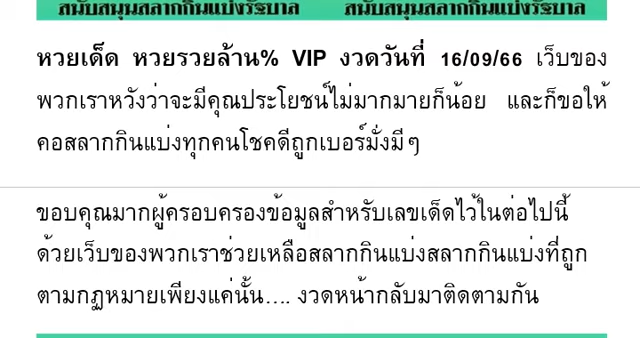 สนับสนุนสลากกินแบ่งรัฐบาล สนับสนุนสลากกินแบ่งรัฐบาล
หวยเด็ด หวยรวยล้าน% VIP งวดวันที่ 16/09/66 เว็บของ
พวกเราหวังว่าจะมีคุณประโยชน์ไม่มากมายก็น้อย และก็ขอให้
คอสลากกินแบ่งทุกคนโชคดีถูกเบอร์มั่งมีๆ
ขอบคุณมากผู้ครอบครองข้อมูลสำหรับเลขเด็ดไว้ในต่อไปนี้
ด้วยเว็บของพวกเราช่วยเหลือสลากกินแบ่งสลากกินแบ่งที่ถูก
ตามกฏหมายเพียงแค่นั้น.... งวดหน้ากลับมาติดตามกัน